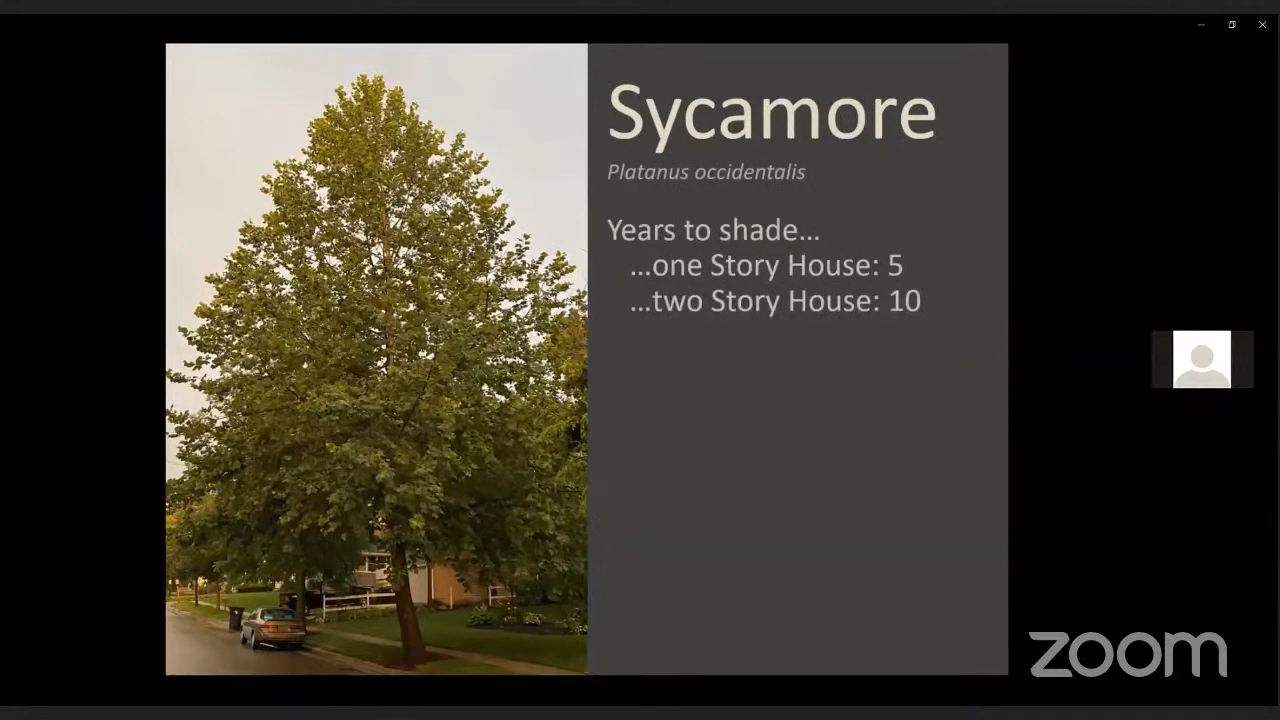 Sycamore
Platanus occidentalis
Years to shade...
...one Story House: 5
...two Story House: 10
zoom